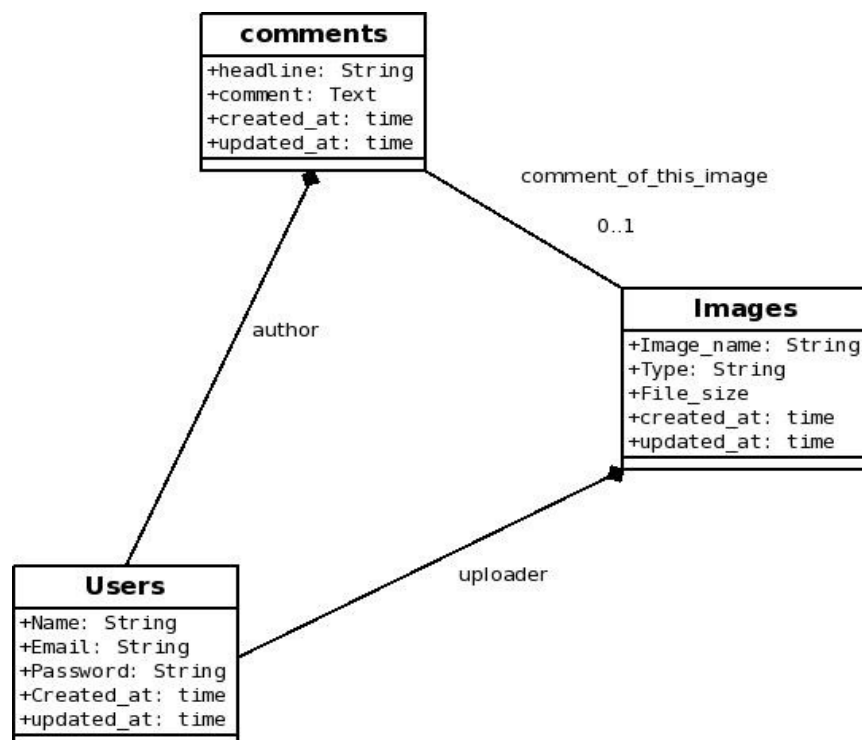 comments
+headline: String
+comment: Text
+created_at: time
+updated_at: time
comment_of_this_image
0..1
Images
+Image_name: String
+Type: String
+File_size
+created_at: time
+updated_at: time
author
uploader
Users
+Name: String
+Email: String
+Password: String
+Created_at: time
+updated_at: time